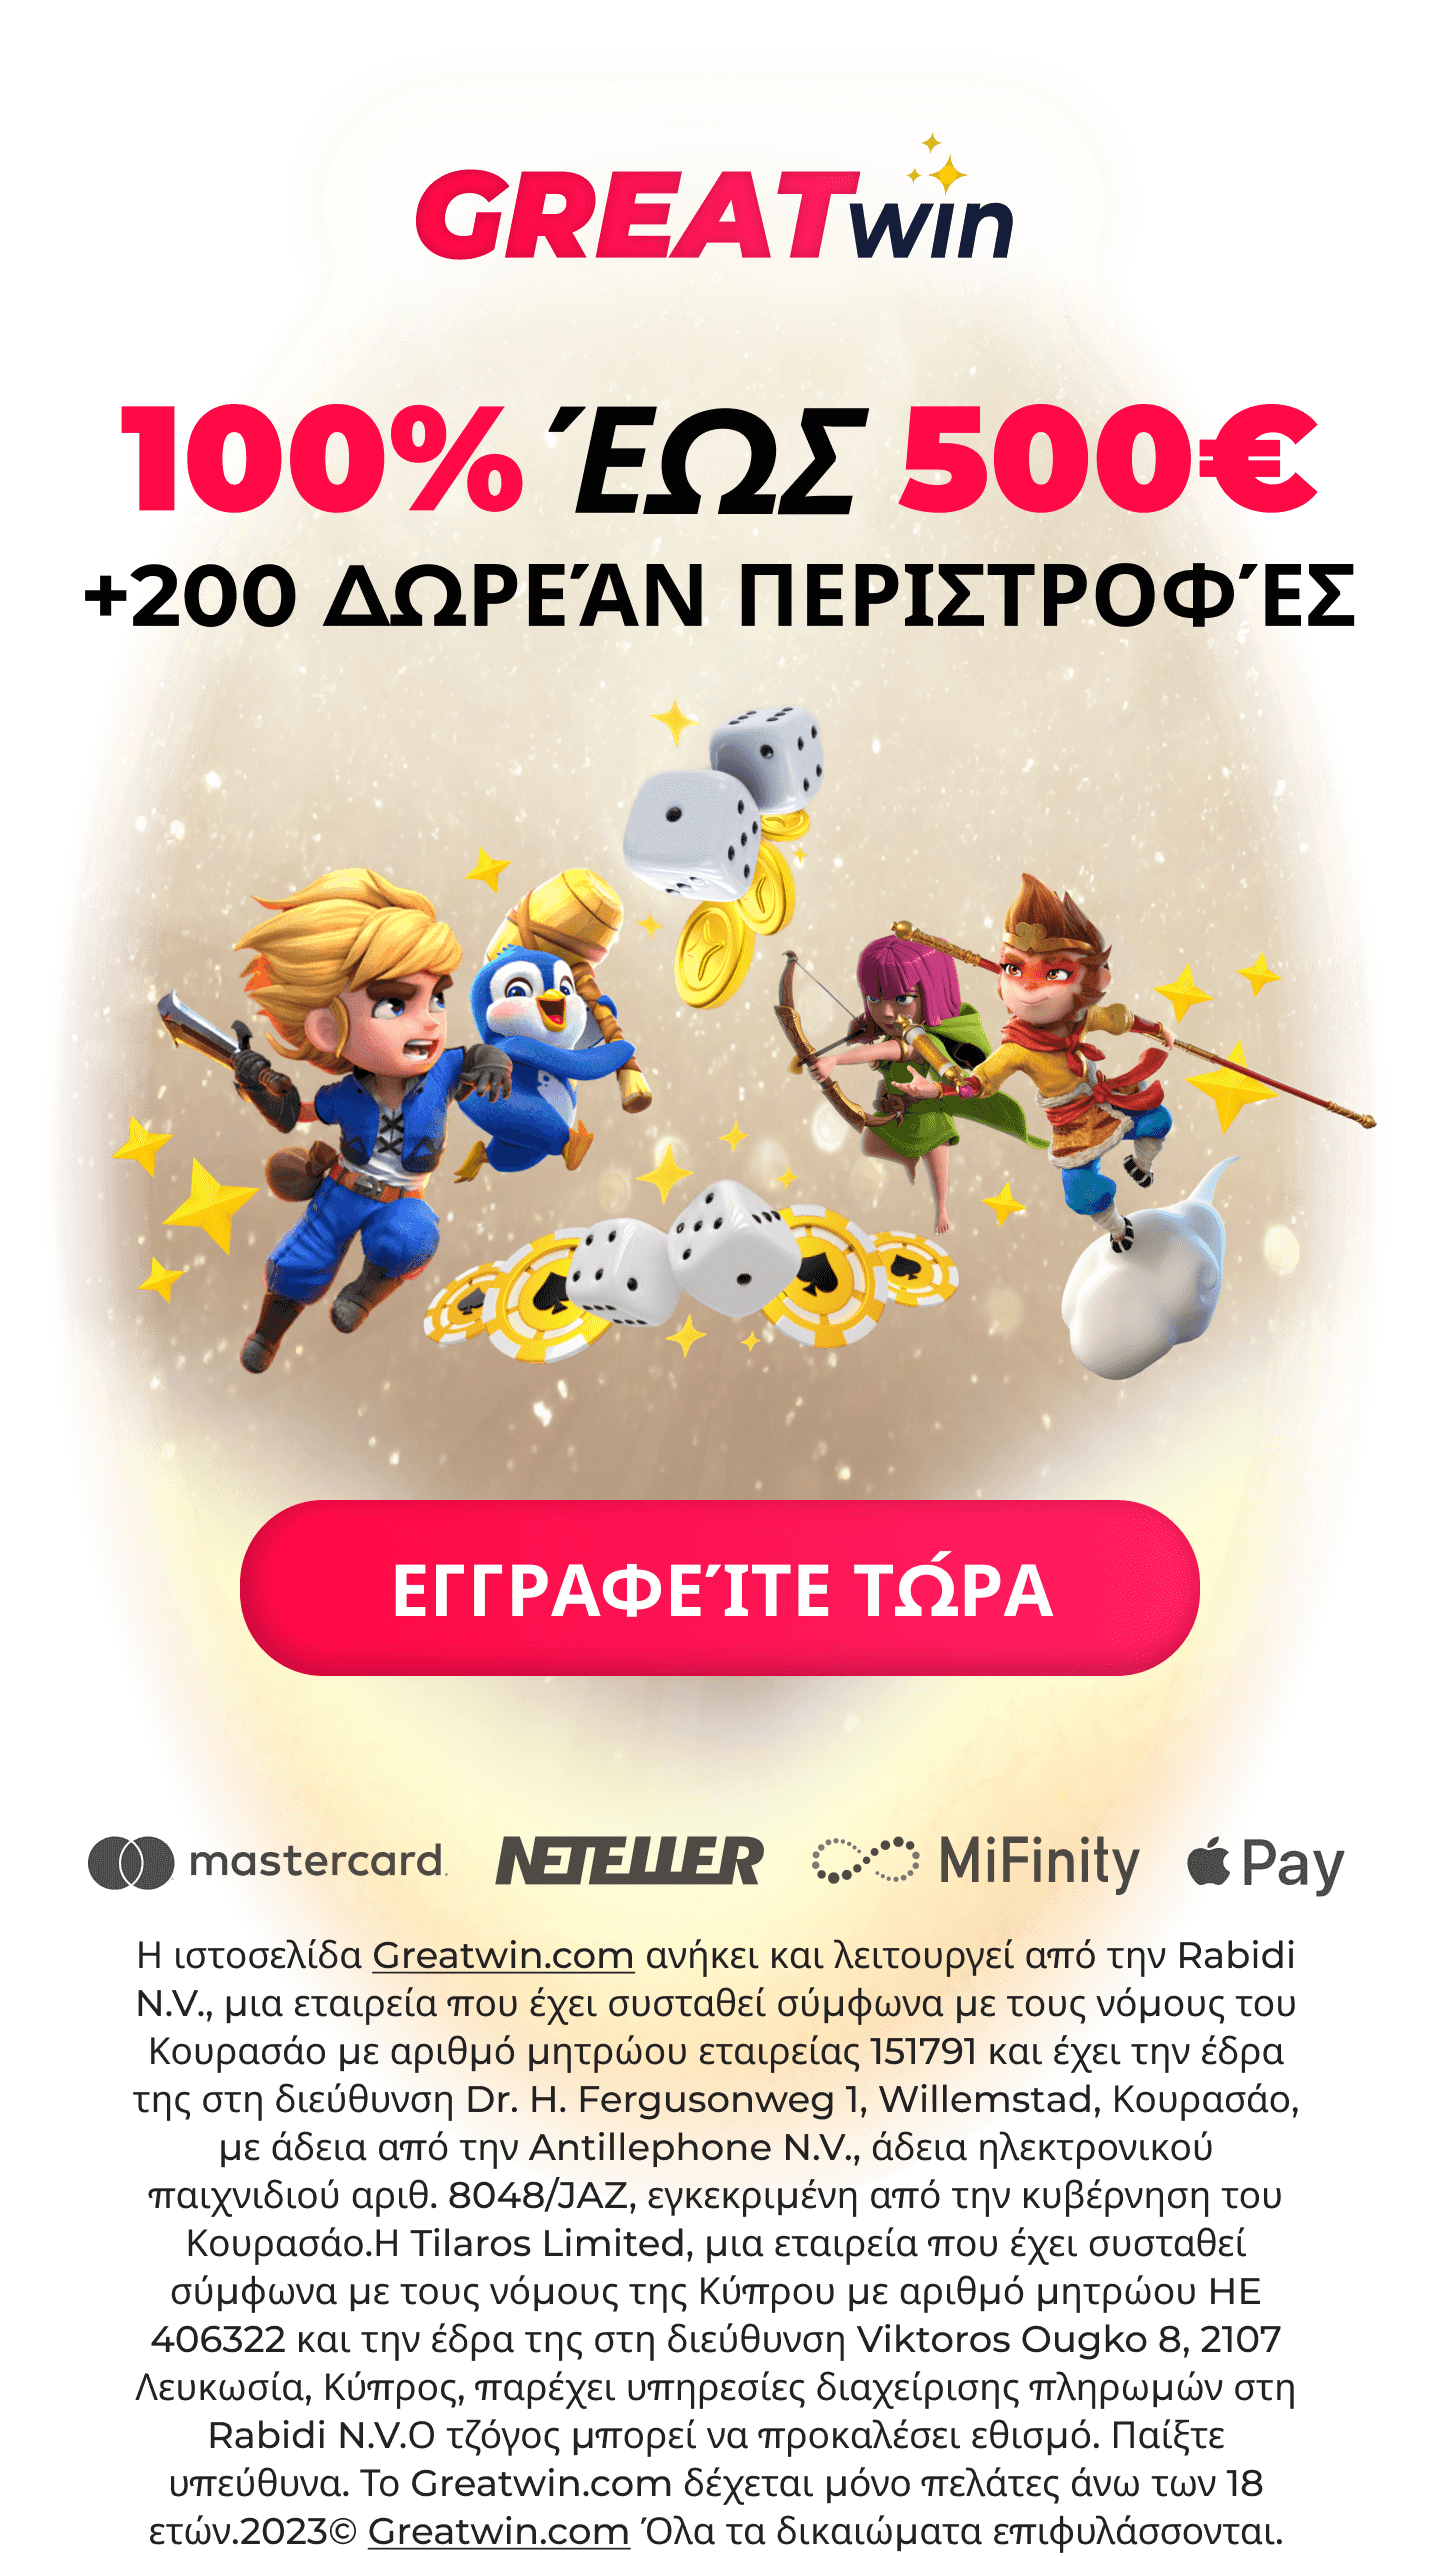 GREATwin
100% ΈΩΣ 500€
+200 ΔΩΡΕΆΝ ΠΕΡΙΣΤΡΟΦΈΣ
ΕΓΓΡΑΦΕΊΤΕ ΤΏΡΑ
mastercard. NETELLER MiFinity Pay
Η ιστοσελίδα Greatwin.com ανήκει και λειτουργεί από την Rabidi
N.V., μια εταιρεία που έχει συσταθεί σύμφωνα με τους νόμους του
Κουρασάο με αριθμό μητρώου εταιρείας 151791 και έχει την έδρα
της στη διεύθυνση Dr. H. Fergusonweg 1, Willemstad, Κουρασάο,
με άδεια από την Antillephone N.V., άδεια ηλεκτρονικού
παιχνιδιού αριθ. 8048/JAZ, εγκεκριμένη από την κυβέρνηση του
Κουρασάο.Η Tilaros Limited, μια εταιρεία που έχει συσταθεί
σύμφωνα με τους νόμους της Κύπρου με αριθμό μητρώου HE
406322 και την έδρα της στη διεύθυνση Viktoros Ougko 8, 2107
Λευκωσία, Κύπρος, παρέχει υπηρεσίες διαχείρισης πληρωμών στη
Rabidi N.V.Ο τζόγος μπορεί να προκαλέσει εθισμό. Παίξτε
υπεύθυνα. Το Greatwin.com δέχεται μόνο πελάτες άνω των 18
ετών.2023© Greatwin.com Όλα τα δικαιώματα επιφυλάσσονται.